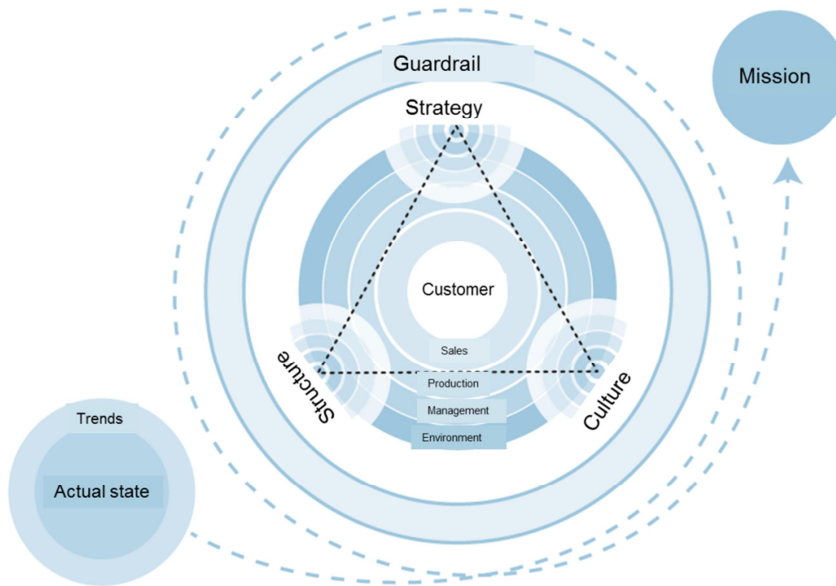 Guardrail
Mission
Strategy
Customer
Sales
Structure
Production
Culture
Management
Trends
Environment
Actual state